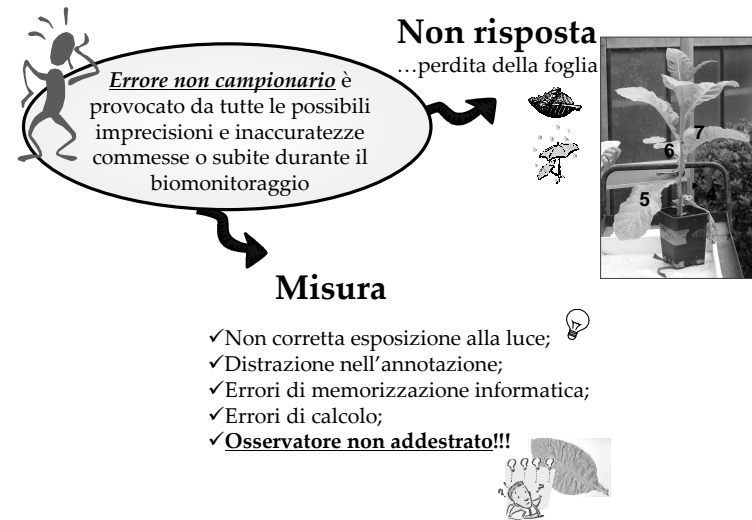 Non risposta
…perdita della foglia
Errore non campionario è
provocato da tutte le possibili
imprecisioni e inaccuratezze
commesse o subite durante il
biomonitoraggio
7
6
5
Misura
✓Non corretta esposizione alla luce;
✓Distrazione nell’annotazione;
✓Errori di memorizzazione informatica;
✓Errori di calcolo;
✓Osservatore non addestrato!!!